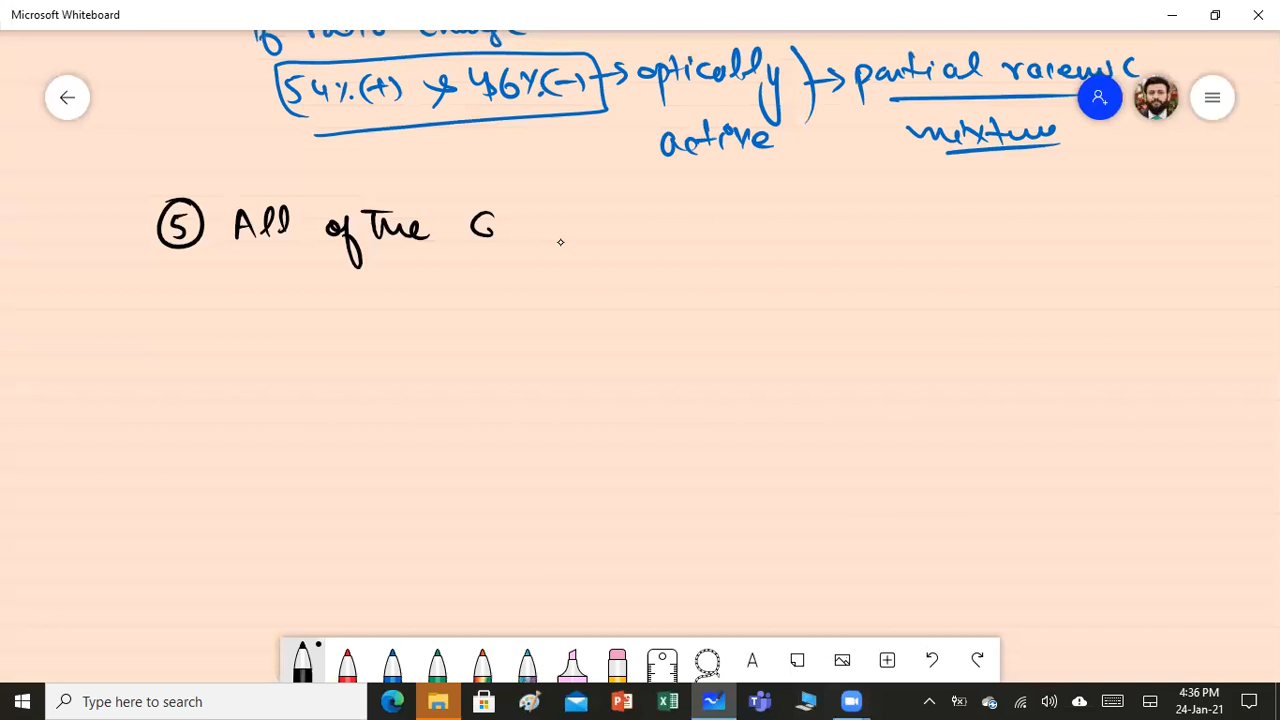 Microsoft Whiteboard
54%(+) 46%(-) → optically → partial racemic
active mixture
5 All of the C
Type here to search
4:36 PM
24-Jan-21